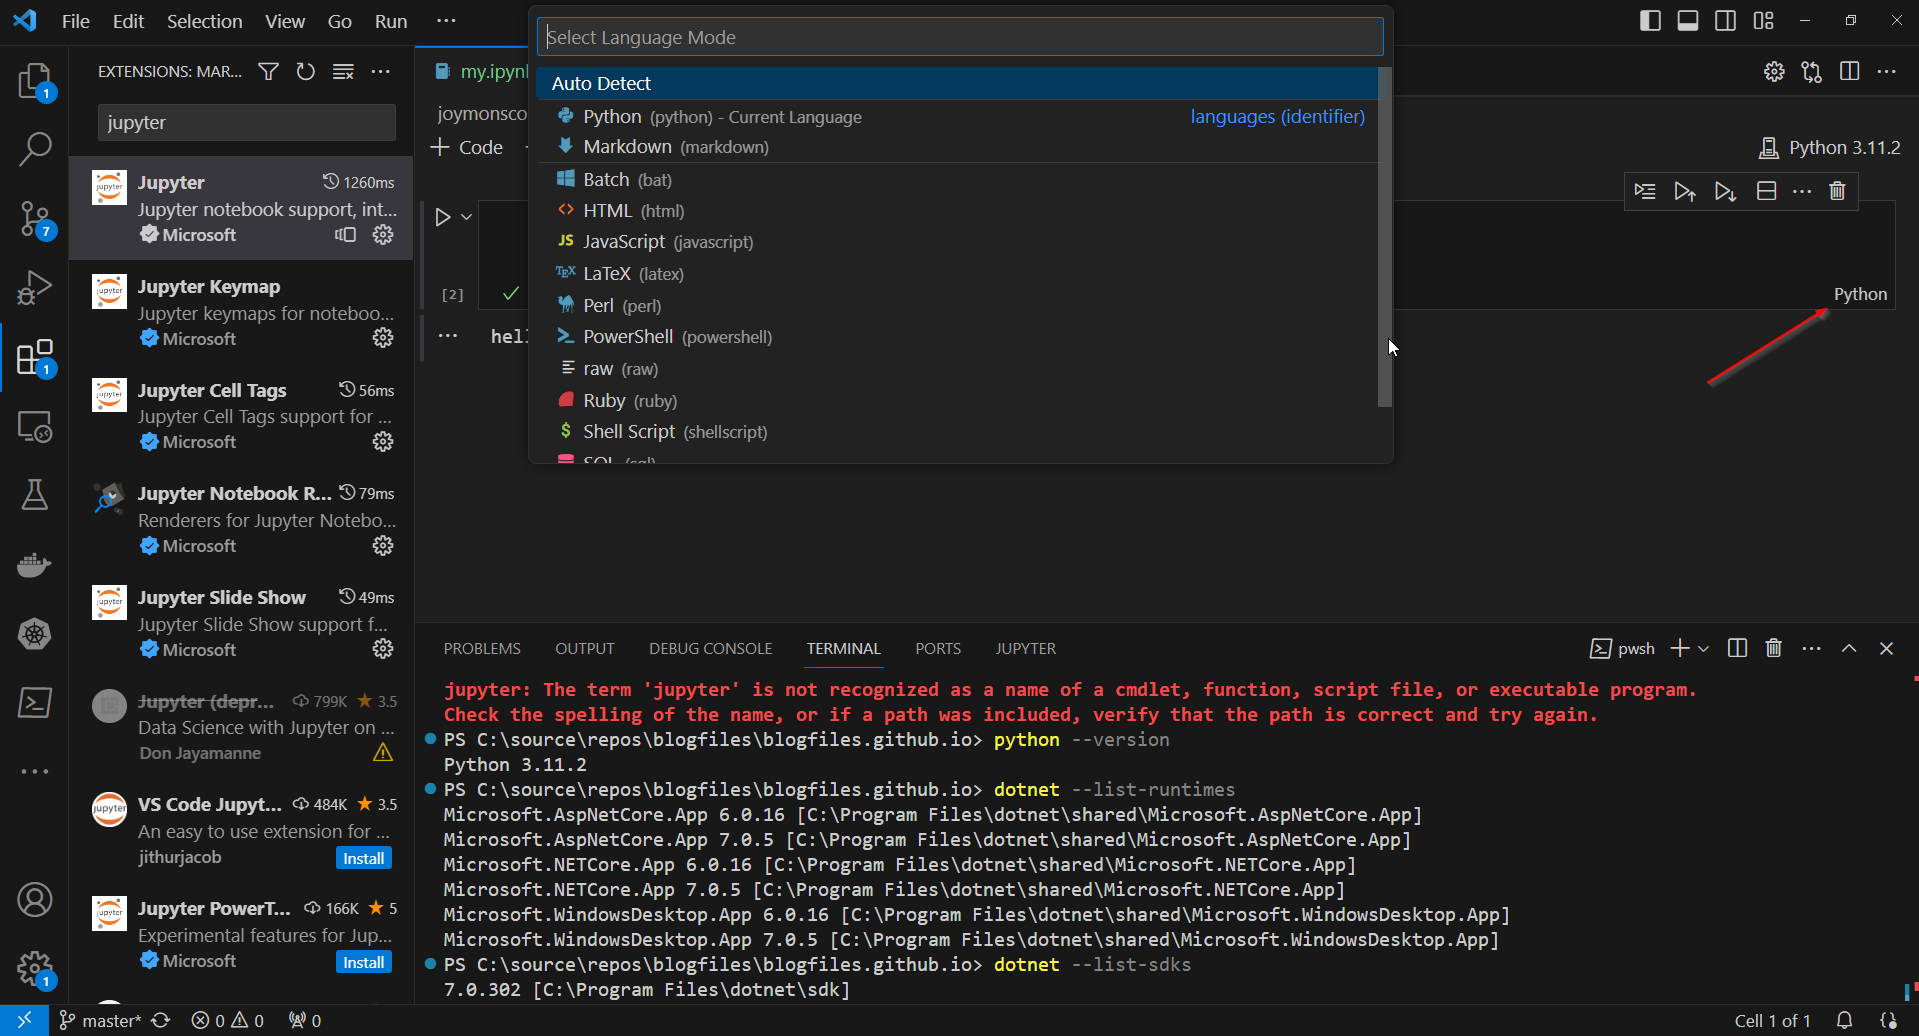 File Edit Selection View Go Run ···
Select Language Mode
EXTENSIONS: MAR...
jupyter
Jupyter 1260ms
Jupyter notebook support, int...
Microsoft
Jupyter Keymap
Jupyter keymaps for noteboo...
Microsoft
Jupyter Cell Tags 56ms
Jupyter Cell Tags support for ...
Microsoft
Jupyter Notebook R... 79ms
Renderers for Jupyter Notebo...
Microsoft
Jupyter Slide Show 49ms
Jupyter Slide Show support f...
Microsoft
Jupyter (depr... 799K 3.5
Data Science with Jupyter on ...
Don Jayamanne
VS Code Jupyt... 484K 3.5
An easy to use extension for ...
jithurjacob
Install
Jupyter PowerT... 166K 5
Experimental features for Jup...
Microsoft
Install
1
7
1
1
my.ipyn
joymonsco
+ Code
[2]
hell
Auto Detect
Python (python) - Current Language languages (identifier)
Markdown (markdown)
Batch (bat)
HTML (html)
JS JavaScript (javascript)
TEX LaTeX (latex)
Perl (perl)
PowerShell (powershell)
raw (raw)
Ruby (ruby)
$ Shell Script (shellscript)
SQL (sql)
Python 3.11.2
Python
PROBLEMS OUTPUT DEBUG CONSOLE TERMINAL PORTS JUPYTER
pwsh
jupyter: The term 'jupyter' is not recognized as a name of a cmdlet, function, script file, or executable program.
Check the spelling of the name, or if a path was included, verify that the path is correct and try again.
PS C:\source\repos\blogfiles\blogfiles.github.io> python --version
Python 3.11.2
PS C:\source\repos\blogfiles\blogfiles.github.io> dotnet --list-runtimes
Microsoft.AspNetCore.App 6.0.16 [C:\Program Files\dotnet\shared\Microsoft.AspNetCore.App]
Microsoft.AspNetCore.App 7.0.5 [C:\Program Files\dotnet\shared\Microsoft.AspNetCore.App]
Microsoft.NETCore.App 6.0.16 [C:\Program Files\dotnet\shared\Microsoft.NETCore.App]
Microsoft.NETCore.App 7.0.5 [C:\Program Files\dotnet\shared\Microsoft.NETCore.App]
Microsoft.WindowsDesktop.App 6.0.16 [C:\Program Files\dotnet\shared\Microsoft.WindowsDesktop.App]
Microsoft.WindowsDesktop.App 7.0.5 [C:\Program Files\dotnet\shared\Microsoft.WindowsDesktop.App]
PS C:\source\repos\blogfiles\blogfiles.github.io> dotnet --list-sdks
7.0.302 [C:\Program Files\dotnet\sdk]
master* 0 0 0
Cell 1 of 1